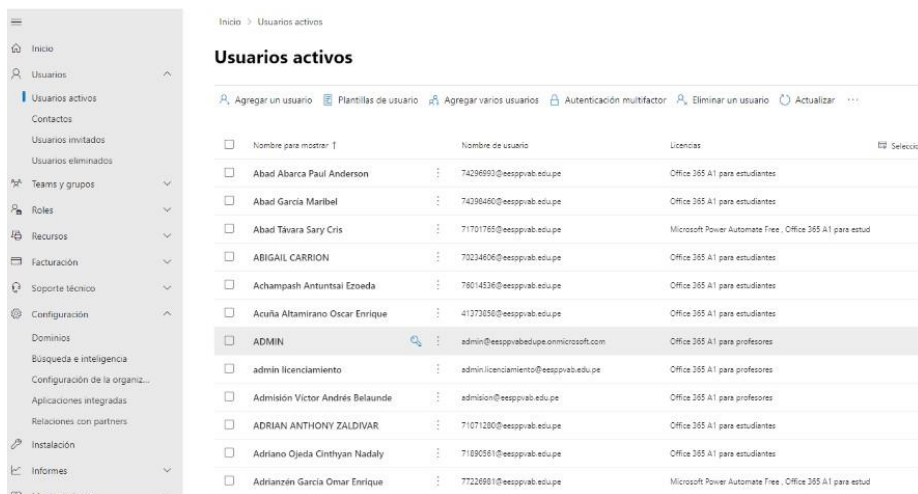 Inicio > Usuarios activos
Inicio
Usuarios
Usuarios activos
Contactos
Usuarios invitados
Usuarios eliminados
Teams y grupos
Roles
Recursos
Facturación
Soporte técnico
Configuración
Dominios
Búsqueda e inteligencia
Configuración de la organiz...
Aplicaciones integradas
Relaciones con partners
Instalación
Informes
Usuarios activos
Agregar un usuario Plantillas de usuario Agregar varios usuarios Autenticación multifactor Eliminar un usuario Actualizar ...
Nombre para mostrar ↑ Nombre de usuario Licencias Seleccio
Abad Abarca Paul Anderson 74296993@eesppvab.edu.pe Office 365 A1 para estudiantes
Abad García Maribel 74398460@eesppvab.edu.pe Office 365 A1 para estudiantes
Abad Távara Sary Cris 71701765@eesppvab.edu.pe Microsoft Power Automate Free , Office 365 A1 para estud
ABIGAIL CARRION 70234606@eesppvab.edu.pe Office 365 A1 para estudiantes
Achampash Antuntsai Ezoeda 76014536@eesppvab.edu.pe Office 365 A1 para estudiantes
Acuña Altamirano Oscar Enrique 41373858@eesppvab.edu.pe Office 365 A1 para estudiantes
ADMIN admin@eesppvabedupe.onmicrosoft.com Office 365 A1 para profesores
admin licenciamiento admin.licenciamiento@eesppvab.edu.pe Office 365 A1 para profesores
Admisión Víctor Andrés Belaunde admision@eesppvab.edu.pe Office 365 A1 para profesores
ADRIAN ANTHONY ZALDIVAR 71071280@eesppvab.edu.pe Office 365 A1 para estudiantes
Adriano Ojeda Cinthyan Nadaly 71890561@eesppvab.edu.pe Office 365 A1 para estudiantes
Adrianzén García Omar Enrique 77226981@eesppvab.edu.pe Microsoft Power Automate Free , Office 365 A1 para estud